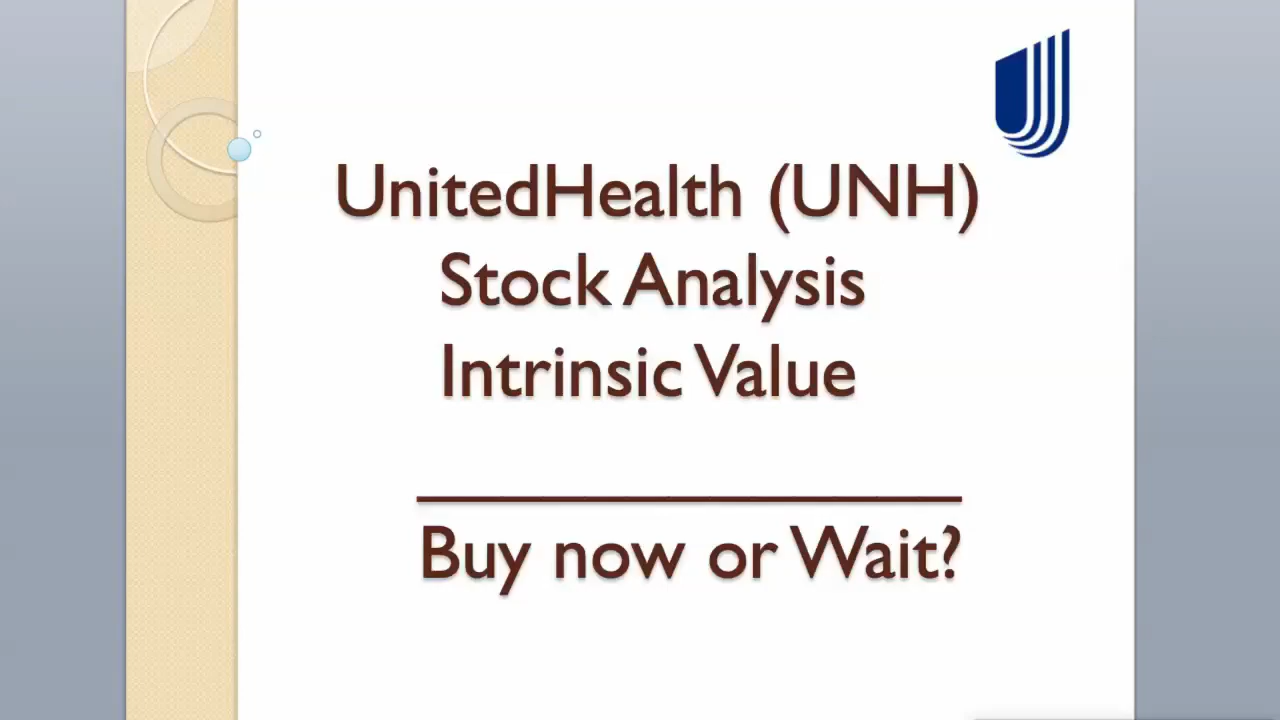 UnitedHealth (UNH)
Stock Analysis
Intrinsic Value
Buy now or Wait?